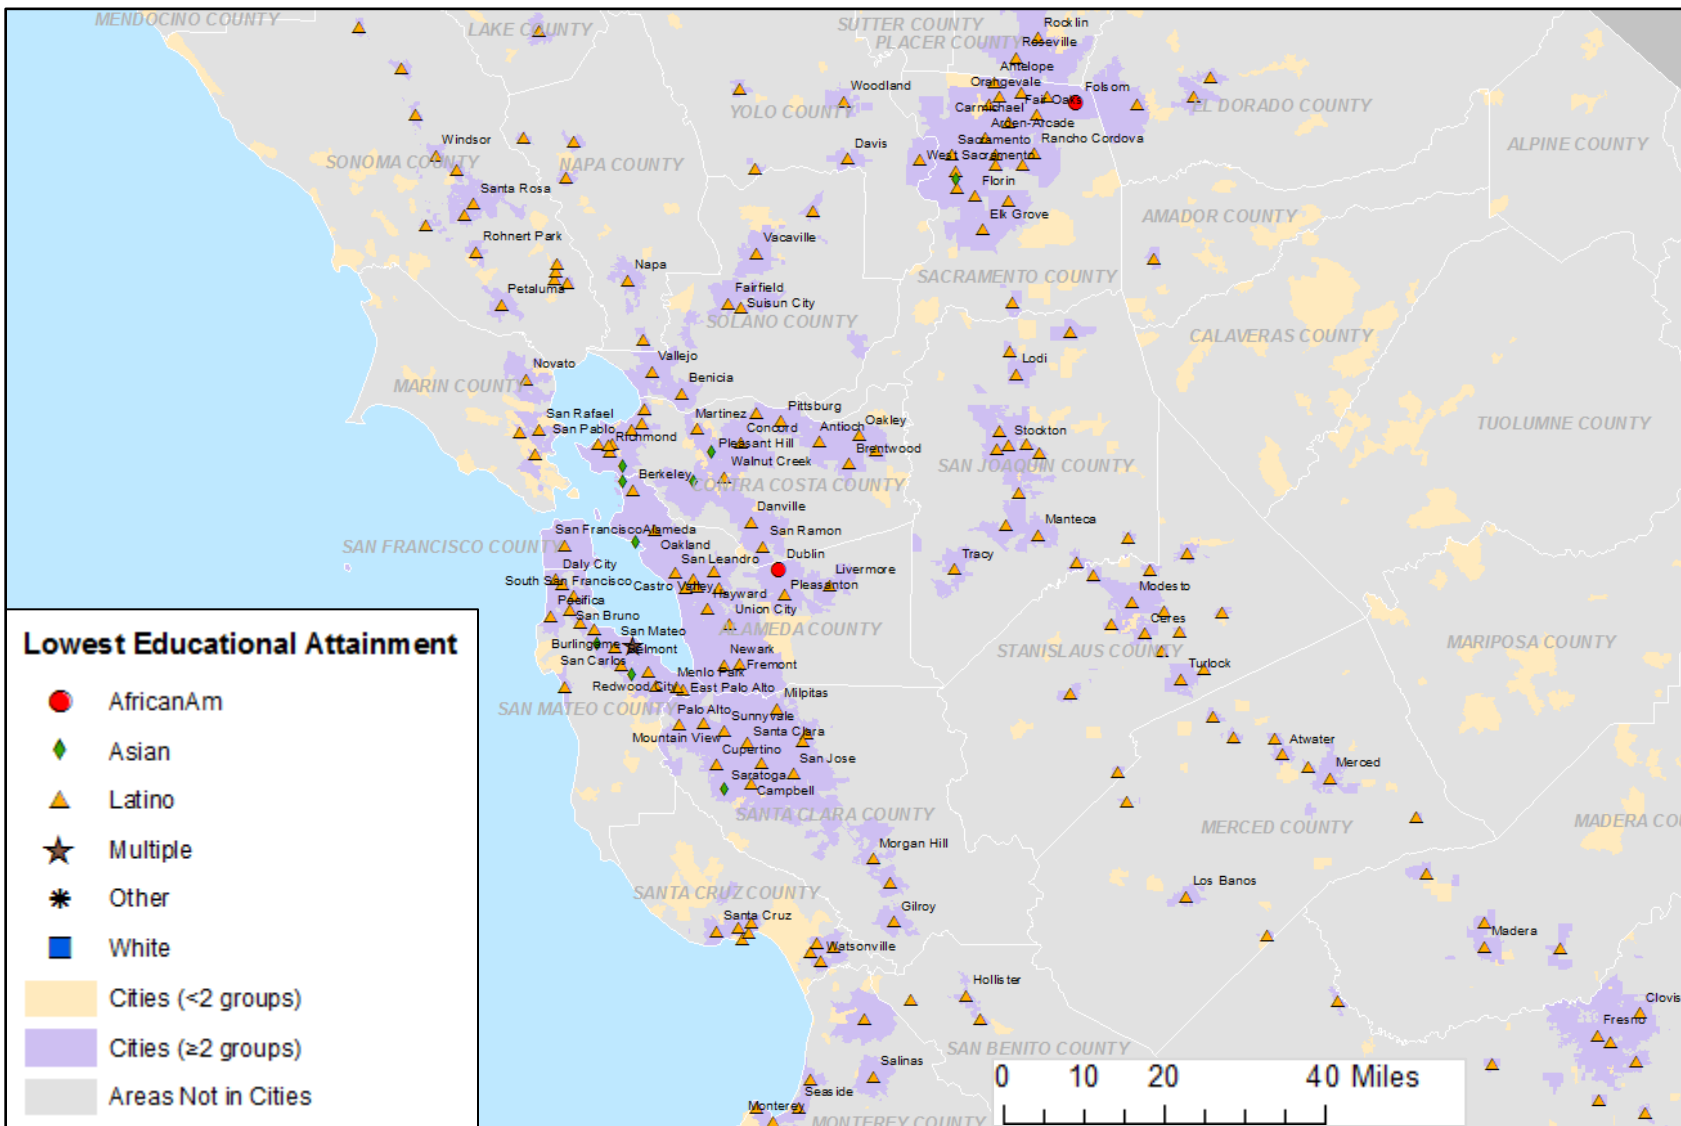 MENDOCINO COUNTY
LAKE COUNTY
SUTTER COUNTY
Rocklin
PLACER COUNTY
Roseville
Antelope
Orangevale
Folsom
Woodland
YOLO COUNTY
Carmichael
Fair Oaks
EL DORADO COUNTY
Arden-Arcade
ALPINE COUNTY
Windsor
Davis
Sacramento
Rancho Cordova
SONOMA COUNTY
NAPA COUNTY
West Sacramento
Santa Rosa
Florin
Elk Grove
AMADOR COUNTY
Rohnert Park
Vacaville
Napa
SACRAMENTO COUNTY
Petaluma
Fairfield
Suisun City
SOLANO COUNTY
CALAVERAS COUNTY
Vallejo
Lodi
Novato
Benicia
MARIN COUNTY
San Rafael
Martinez
Pittsburg
Oakley
TUOLUMNE COUNTY
San Pablo
Richmond
Concord
Antioch
Stockton
Pleasant Hill
Brentwood
Walnut Creek
SAN JOAQUIN COUNTY
Berkeley
CONTRA COSTA COUNTY
Danville
Manteca
San Francisco
Alameda
San Ramon
SAN FRANCISCO COUNTY
Oakland
Dublin
Tracy
Daly City
San Leandro
Livermore
South San Francisco
Castro Valley
Pleasanton
Modesto
Pacifica
Hayward
San Bruno
Union City
Ceres
San Mateo
ALAMEDA COUNTY
Burlingame
Belmont
Newark
STANISLAUS COUNTY
MARIPOSA COUNTY
San Carlos
Fremont
Turlock
Menlo Park
Redwood City
East Palo Alto
Milpitas
SAN MATEO COUNTY
Palo Alto
Sunnyvale
Mountain View
Santa Clara
Atwater
Cupertino
San Jose
Merced
Saratoga
Campbell
SANTA CLARA COUNTY
MERCED COUNTY
MADERA COU
Morgan Hill
SANTA CRUZ COUNTY
Los Banos
Gilroy
Santa Cruz
Madera
Watsonville
Hollister
Clovis
Fresno
SAN BENITO COUNTY
Salinas
Seaside
Monterey
MONTEREY COUNTY
Lowest Educational Attainment
AfricanAm
Asian
Latino
Multiple
Other
White
Cities (<2 groups)
Cities (≥2 groups)
Areas Not in Cities
0 10 20 40 Miles